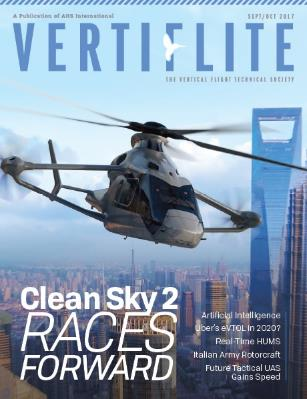 A Publication of AHS International
SEPT/OCT 2017
VERTIFLITE
THE VERTICAL FLIGHT TECHNICAL SOCIETY
Clean Sky 2
RACES
FORWARD
Artificial Intelligence
Uber's eVTOL in 2020?
Real-Time HUMS
Italian Army Rotorcraft
Future Tactical UAS
Gains Speed